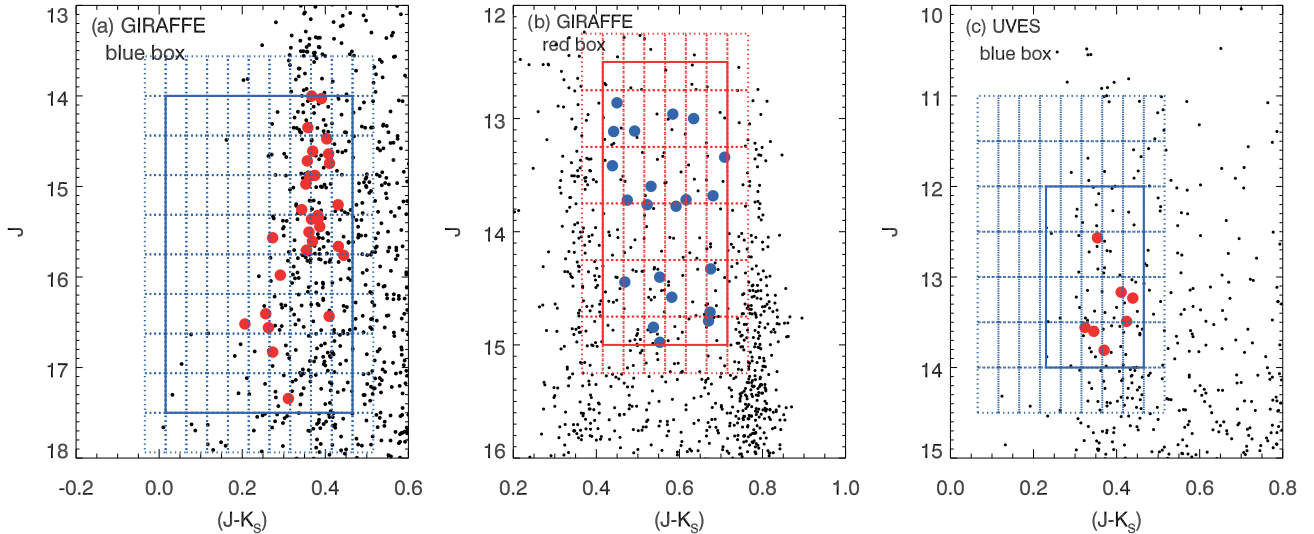 (a) GIRAFFE
blue box
13
14
15
16
17
18
J
-0.2
0.0
0.2
0.4
0.6
(J-K_S)
(b) GIRAFFE
red box
12
13
14
15
16
J
0.2
0.4
0.6
0.8
1.0
(J-K_S)
(c) UVES
blue box
10
11
12
13
14
15
J
0.0
0.2
0.4
0.6
0.8
(J-K_S)